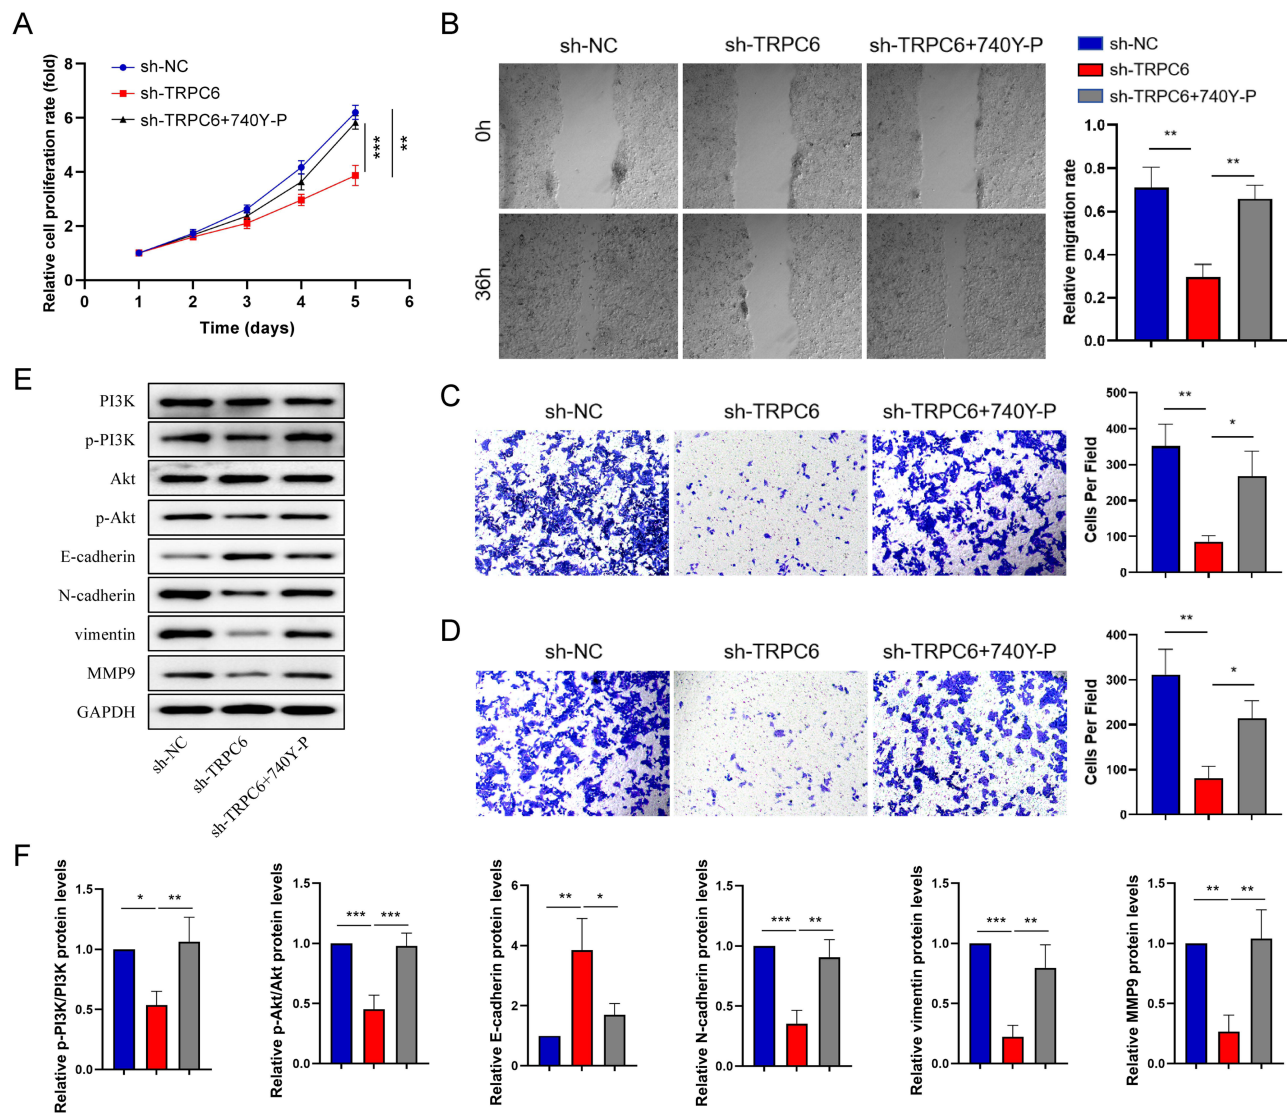 A
Relative cell proliferation rate (fold)
8
6
4
2
0
0 1 2 3 4 5 6
Time (days)
sh-NC
sh-TRPC6
sh-TRPC6+740Y-P
***
**
B
sh-NC sh-TRPC6 sh-TRPC6+740Y-P
0h
36h
sh-NC
sh-TRPC6
sh-TRPC6+740Y-P
Relative migration rate
1.0
0.8
0.6
0.4
0.2
0.0
**
**
E
PI3K
p-PI3K
Akt
p-Akt
E-cadherin
N-cadherin
vimentin
MMP9
GAPDH
sh-NC
sh-TRPC6
sh-TRPC6+740Y-P
C
sh-NC sh-TRPC6 sh-TRPC6+740Y-P
Cells Per Field
500
400
300
200
100
0
**
*
D
sh-NC sh-TRPC6 sh-TRPC6+740Y-P
Cells Per Field
400
300
200
100
0
**
*
F
Relative p-PI3K/PI3K protein levels
1.5
1.0
0.5
0.0
* **
Relative p-Akt/Akt protein levels
1.5
1.0
0.5
0.0
*** ***
Relative E-cadherin protein levels
6
4
2
0
** *
Relative N-cadherin protein levels
1.5
1.0
0.5
0.0
*** **
Relative vimentin protein levels
1.5
1.0
0.5
0.0
*** **
Relative MMP9 protein levels
1.5
1.0
0.5
0.0
** **